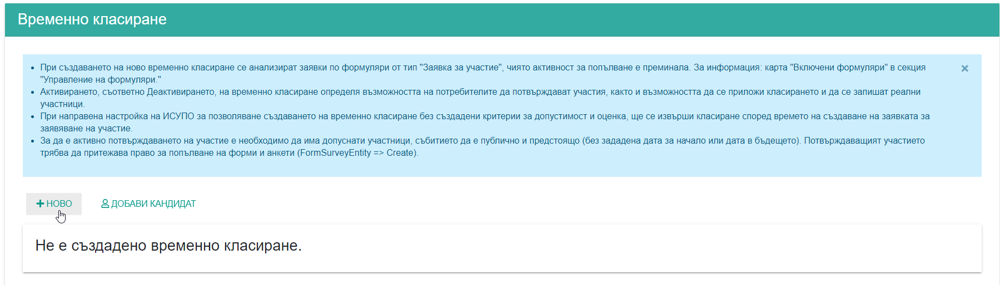 Временно класиране
При създаването на ново временно класиране се анализират заявки по формуляри от тип "Заявка за участие", чиято активност за попълване е преминала. За информация: карта "Включени формуляри" в секция
"Управление на формуляри."
Активирането, съответно Деактивирането, на временно класиране определя възможността на потребителите да потвърждават участия, както и възможността да се приложи класирането и да се запишат реални
участници.
При направена настройка на ИСУПО за позволяване създаването на временно класиране без създадени критерии за допустимост и оценка, ще се извърши класиране според времето на създаване на заявката за
заявяване на участие.
За да е активно потвърждаването на участие е необходимо да има допуснати участници, събитието да е публично и предстоящо (без зададена дата за начало или дата в бъдещето). Потвърждаващият участието
трябва да притежава право за попълване на форми и анкети (FormSurveyEntity => Create).
НОВО
ДОБАВИ КАНДИДАТ
Не е създадено временно класиране.